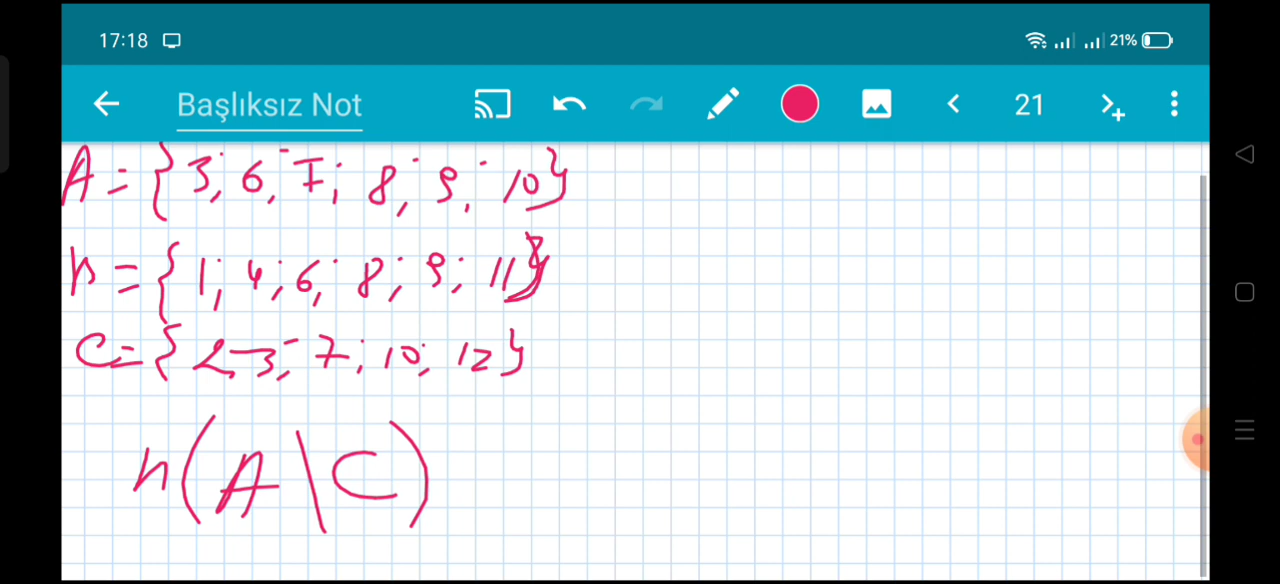 17:18 21%
Başlıksız Not 21
A = {3; 6; 7; 8; 9; 10}
B = {1; 4; 6; 8; 9; 11}
C = {2; 3; 7; 10; 12}
n(A\C)